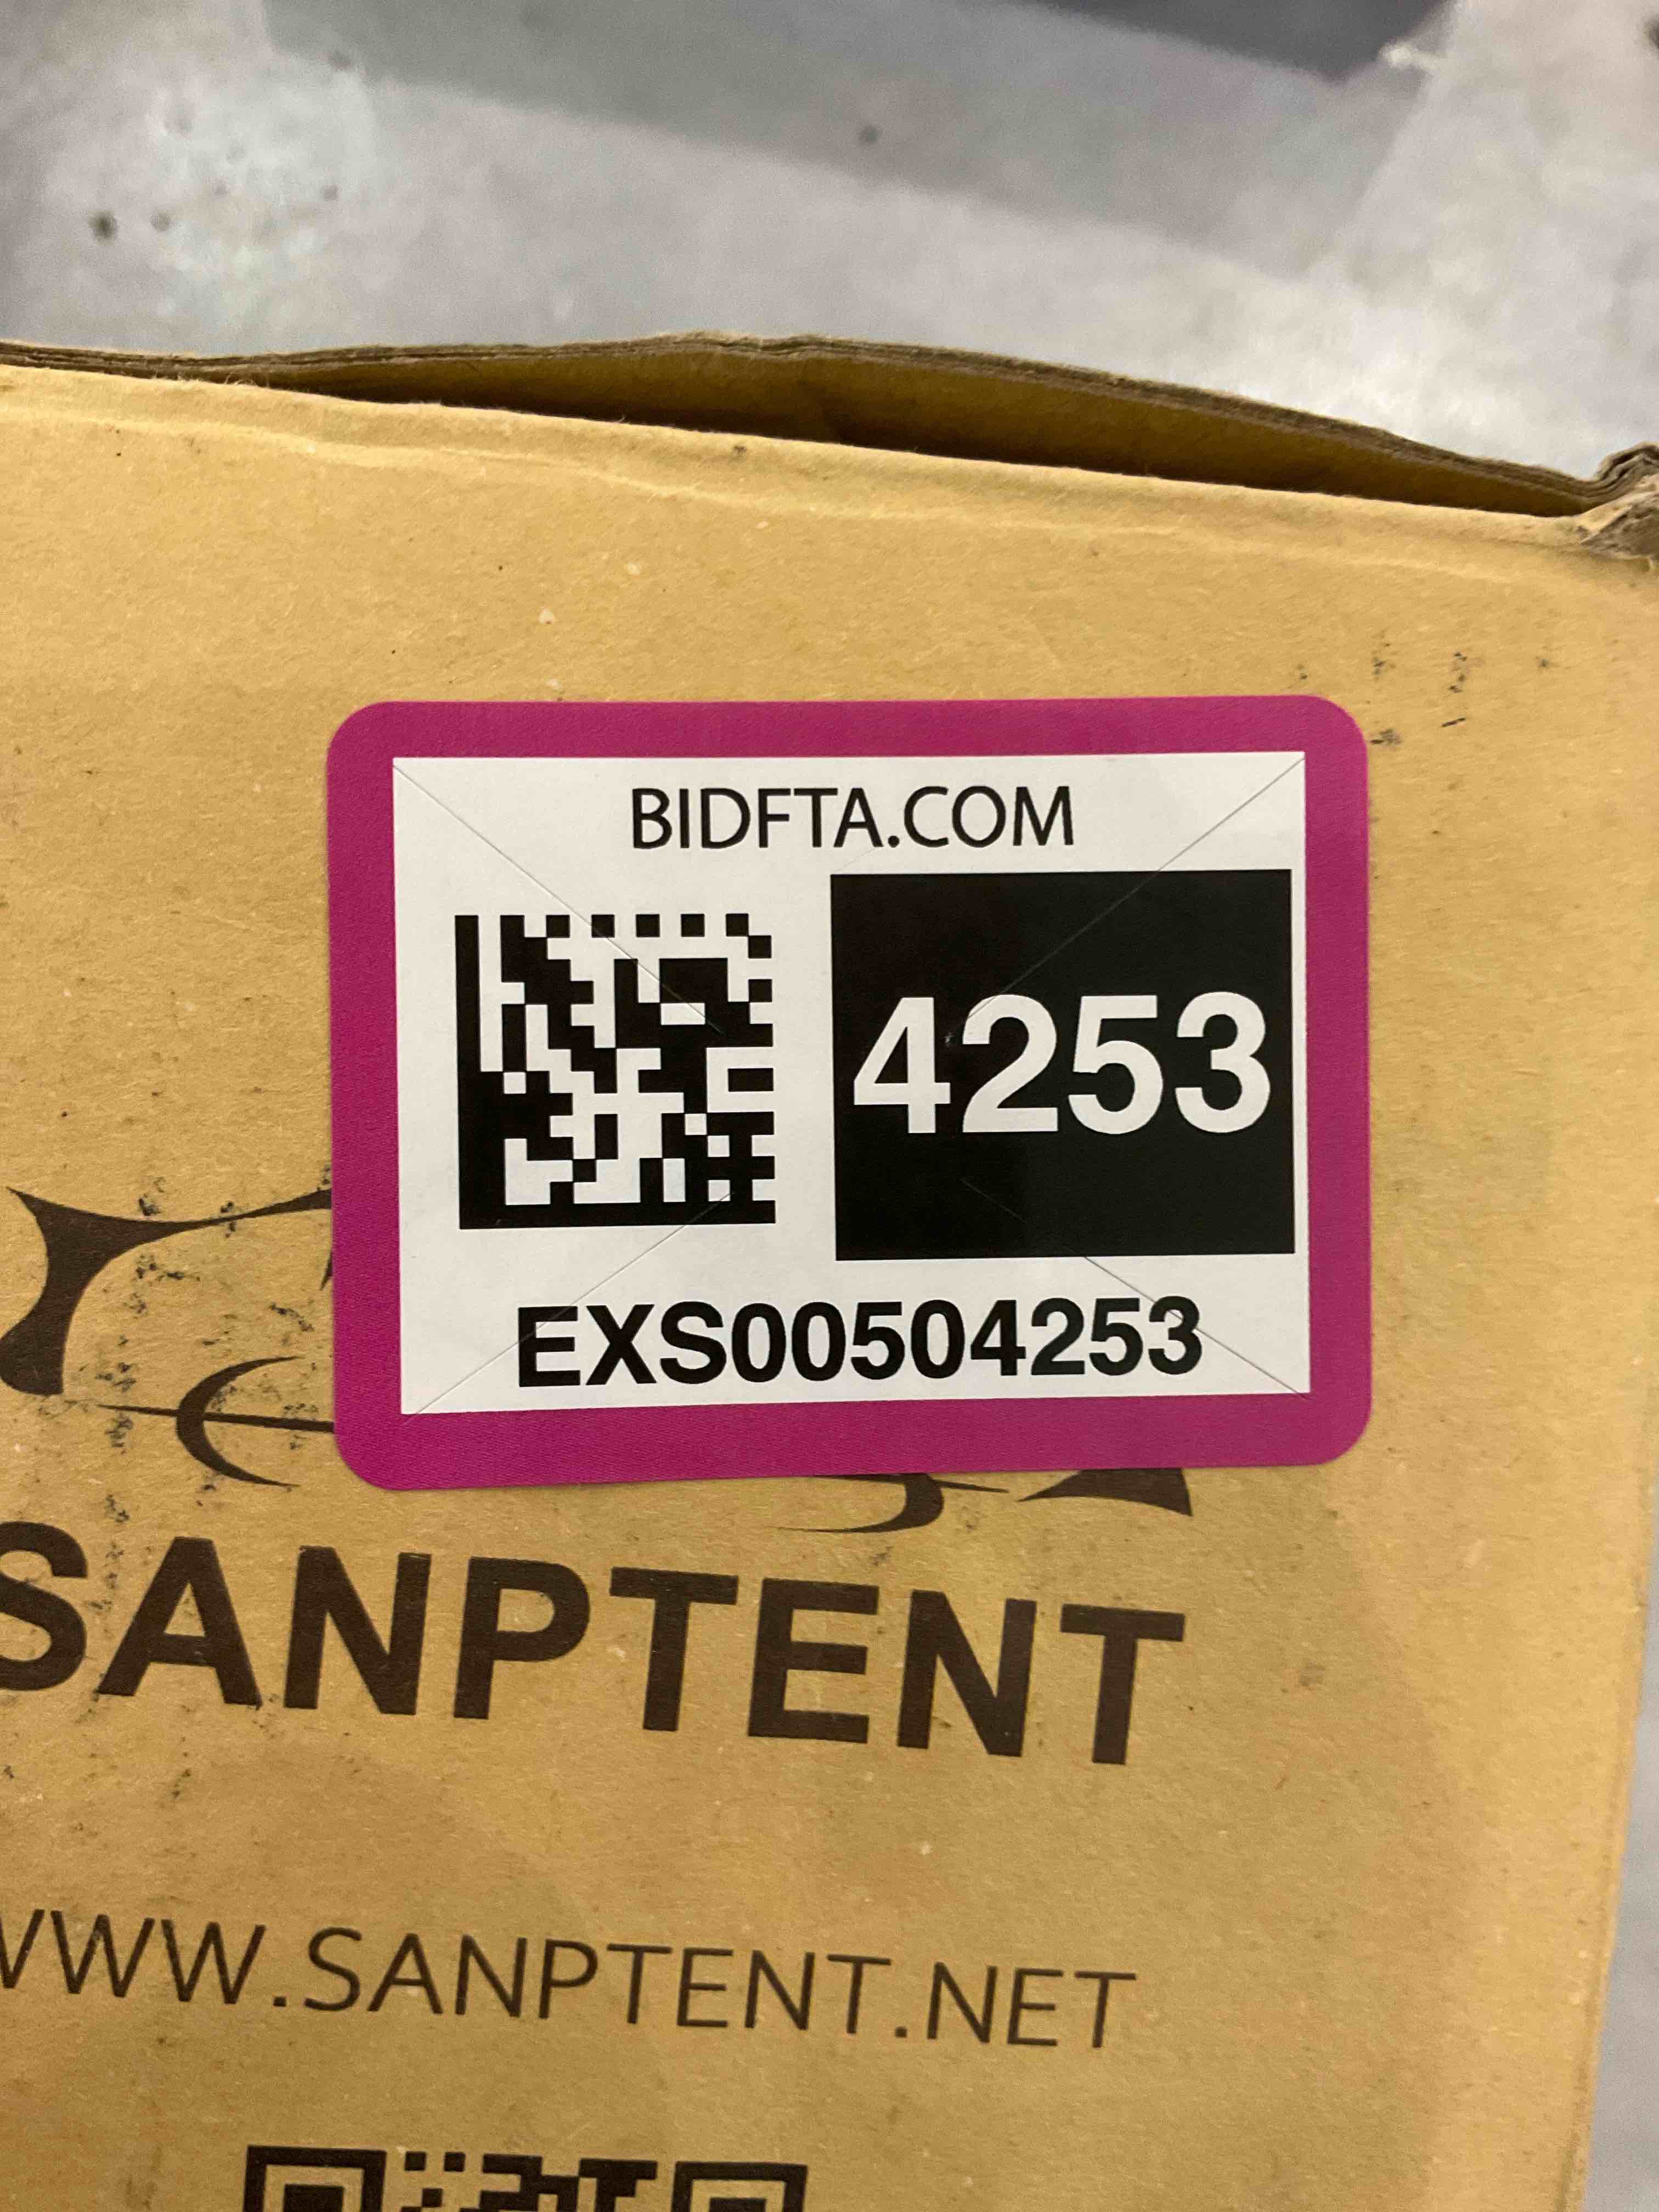 BIDFTA.COM
4253
EXS00504253
SANPTENT
WWW.SANPTENT.NET